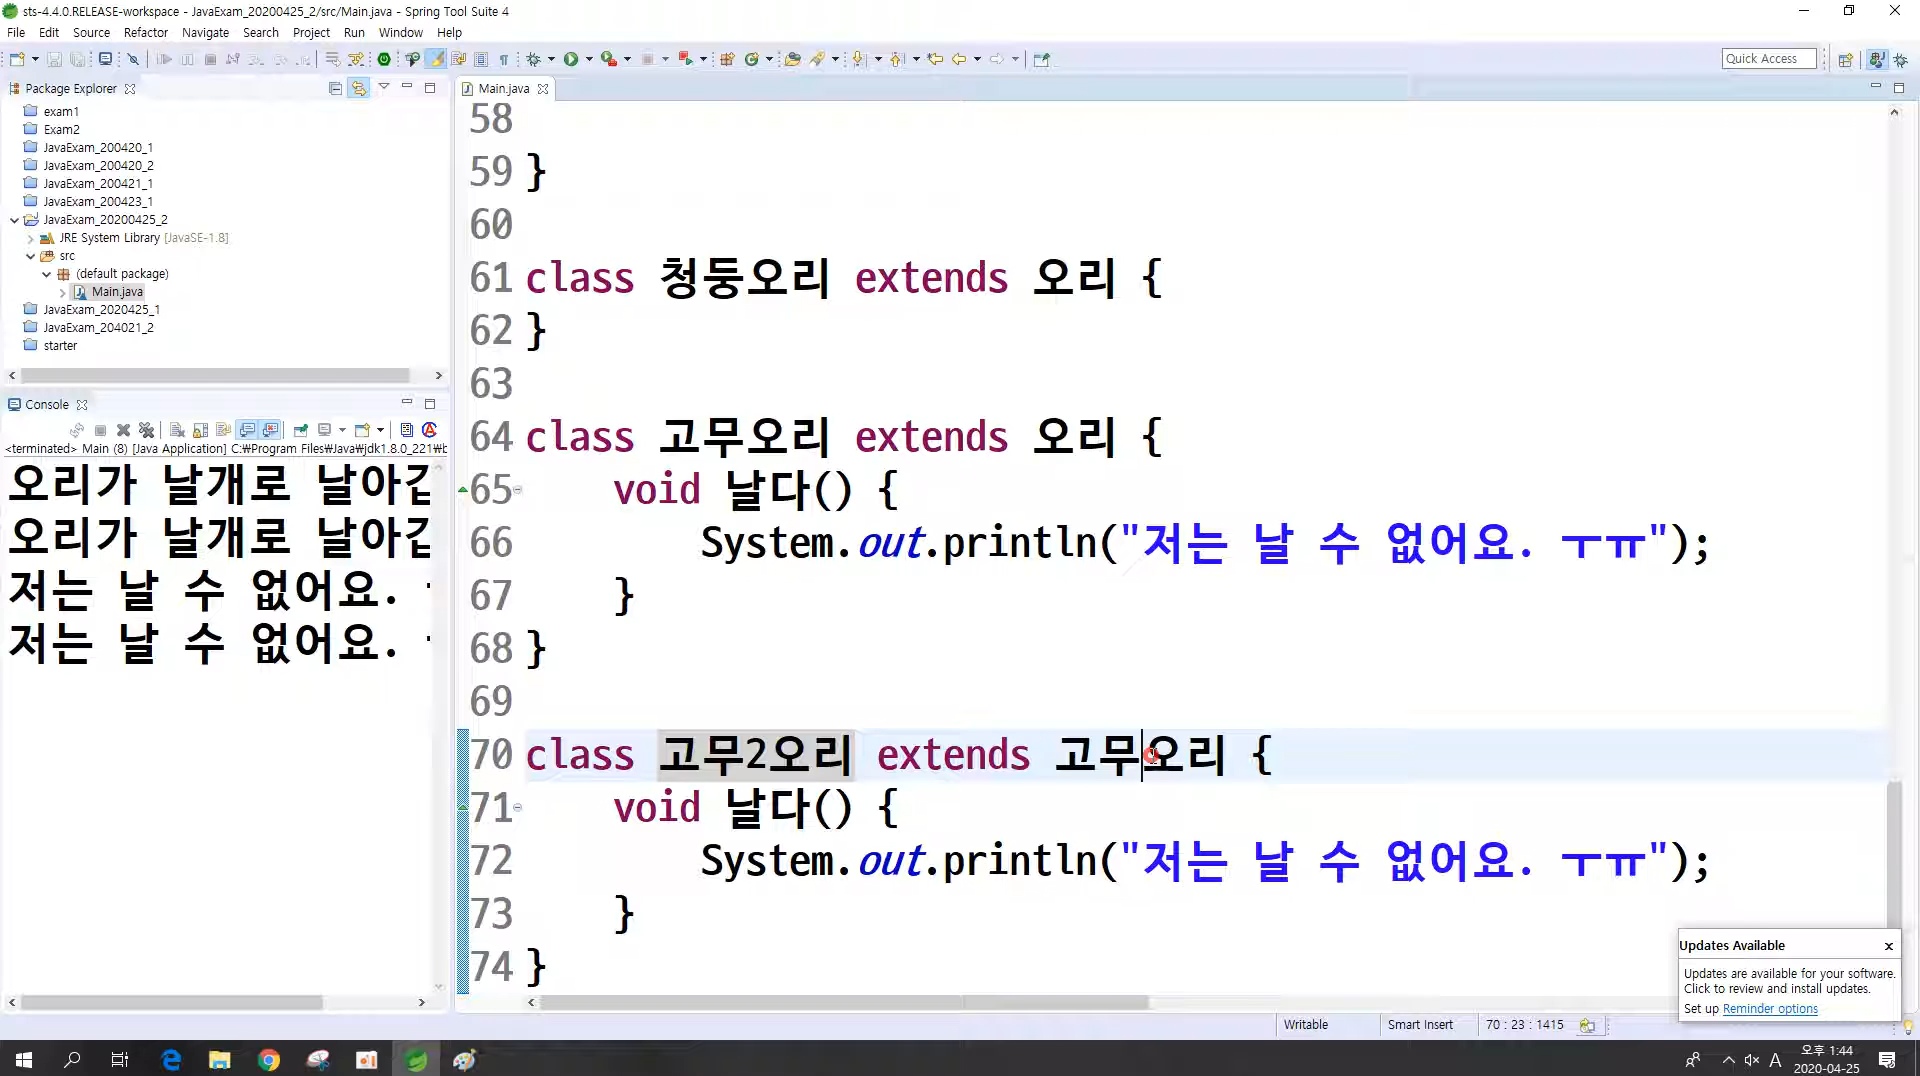 sts-4.4.0.RELEASE-workspace - JavaExam_20200425_2/src/Main.java - Spring Tool Suite 4
File Edit Source Refactor Navigate Search Project Run Window Help
Quick Access
Package Explorer
exam1
Exam2
JavaExam_200420_1
JavaExam_200420_2
JavaExam_200421_1
JavaExam_200423_1
JavaExam_20200425_2
JRE System Library [JavaSE-1.8]
src
(default package)
Main.java
JavaExam_2020425_1
JavaExam_204021_2
starter
Console
<terminated> Main (8) [Java Application] C:₩Program Files₩Java₩jdk1.8.0_221₩b
오리가 날개로 날아갑
오리가 날개로 날아갑
저는 날 수 없어요.
저는 날 수 없어요.
Main.java
58
59 }
60
61 class 청둥오리 extends 오리 {
62 }
63
64 class 고무오리 extends 오리 {
65 void 날다() {
66 System.out.println("저는 날 수 없어요. ㅜㅠ");
67 }
68 }
69
70 class 고무2오리 extends 고무오리 {
71 void 날다() {
72 System.out.println("저는 날 수 없어요. ㅜㅠ");
73 }
74 }
Updates Available
Updates are available for your software.
Click to review and install updates.
Set up Reminder options
Writable
Smart Insert
70 : 23 : 1415
A
오후 1:44
2020-04-25